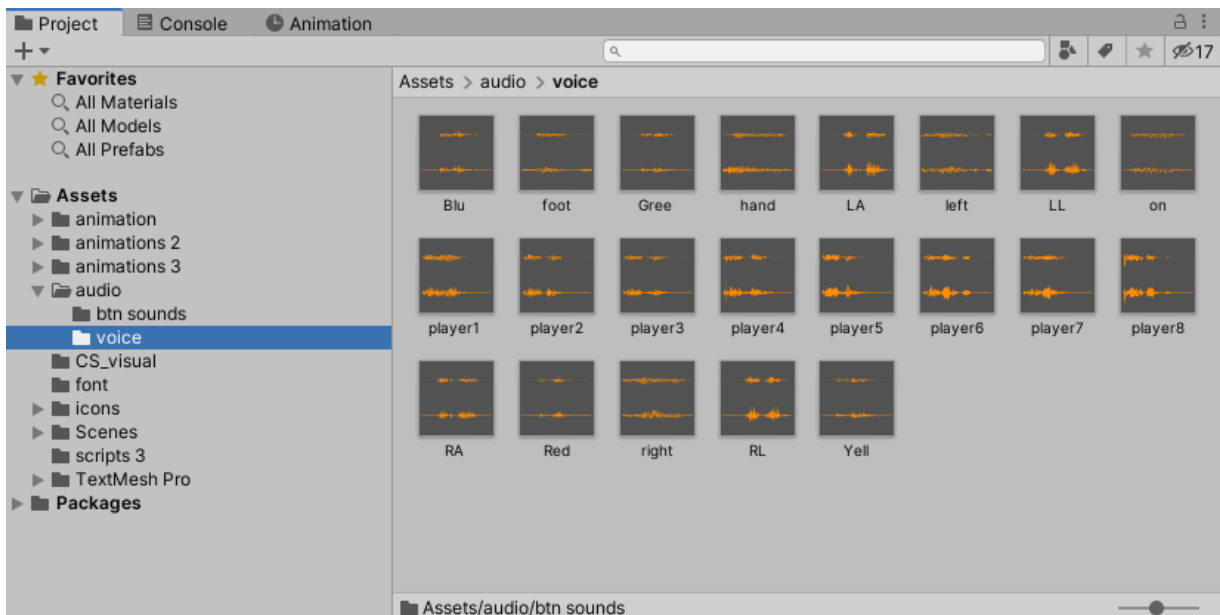 Project Console Animation
17
Favorites Assets > audio > voice
All Materials
All Models
All Prefabs
Assets
animation
animations 2
animations 3
audio
btn sounds
voice
CS_visual
font
icons
Scenes
scripts 3
TextMesh Pro
Packages
Blu foot Gree hand LA left LL on
player1 player2 player3 player4 player5 player6 player7 player8
RA Red right RL Yell
Assets/audio/btn sounds